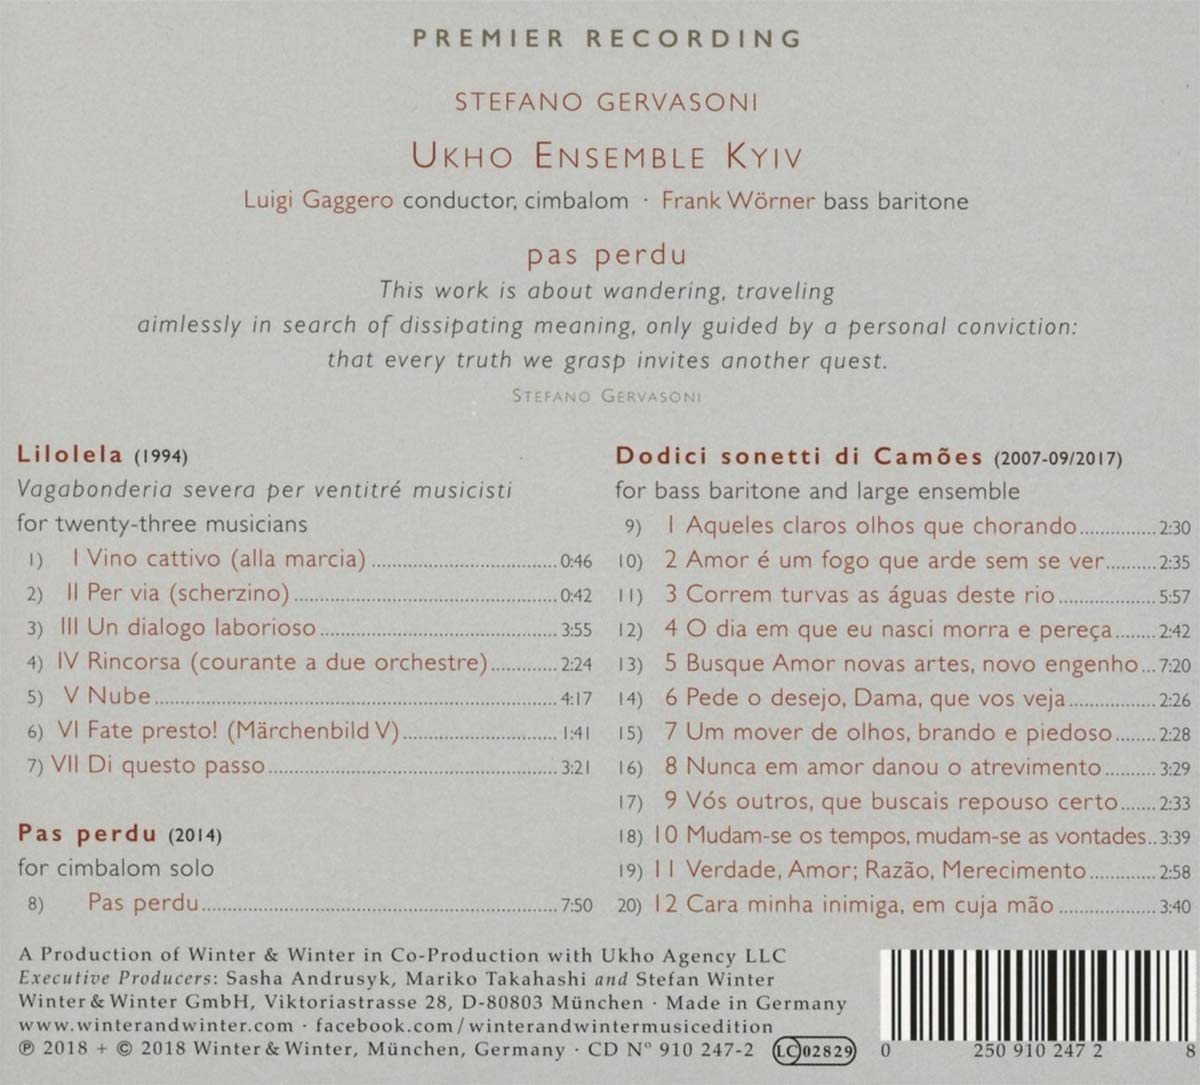 PREMIER RECORDING
STEFANO GERVASONI
UKHO ENSEMBLE KYIV
Luigi Gaggero conductor, cimbalom · Frank Wörner bass baritone
pas perdu
This work is about wandering, traveling
aimlessly in search of dissipating meaning, only guided by a personal conviction:
that every truth we grasp invites another quest.
STEFANO GERVASONI
Lilolela (1994)
Vagabonderia severa per ventitré musicisti
for twenty-three musicians
1) I Vino cattivo (alla marcia) 0:46
2) II Per via (scherzino) 0:42
3) III Un dialogo laborioso 3:55
4) IV Rincorsa (courante a due orchestre) 2:24
5) V Nube 4:17
6) VI Fate presto! (Märchenbild V) 1:41
7) VII Di questo passo 3:21
Pas perdu (2014)
for cimbalom solo
8) Pas perdu 7:50
Dodici sonetti di Camões (2007-09/2017)
for bass baritone and large ensemble
9) 1 Aqueles claros olhos que chorando 2:30
10) 2 Amor é um fogo que arde sem se ver 2:35
11) 3 Correm turvas as águas deste rio 5:57
12) 4 O dia em que eu nasci morra e pereça 2:42
13) 5 Busque Amor novas artes, novo engenho 7:20
14) 6 Pede o desejo, Dama, que vos veja 2:26
15) 7 Um mover de olhos, brando e piedoso 2:28
16) 8 Nunca em amor danou o atrevimento 3:29
17) 9 Vós outros, que buscais repouso certo 2:33
18) 10 Mudam-se os tempos, mudam-se as vontades 3:39
19) 11 Verdade, Amor; Razão, Merecimento 2:58
20) 12 Cara minha inimiga, em cuja mão 3:40
A Production of Winter & Winter in Co-Production with Ukho Agency LLC
Executive Producers: Sasha Andrusyk, Mariko Takahashi and Stefan Winter
Winter & Winter GmbH, Viktoriastrasse 28, D-80803 München · Made in Germany
www.winterandwinter.com · facebook.com/winterandwintermusicedition
℗ 2018 + © 2018 Winter & Winter, München, Germany · CD N° 910 247-2 LC 02829
0 250 910 247 2 8